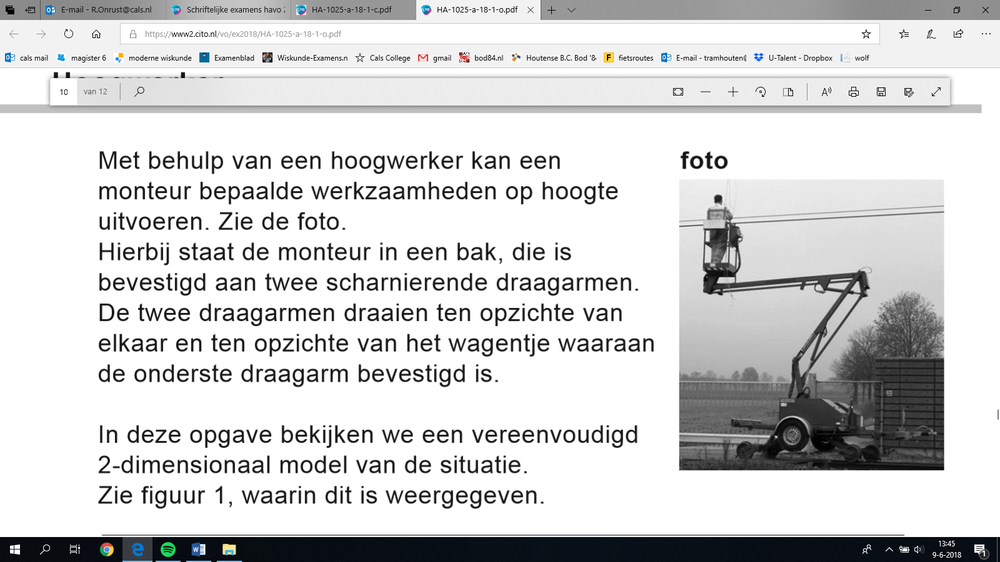 E-mail - R.Onrust@cals.nl
Schriftelijke examens havo 2
HA-1025-a-18-1-c.pdf
HA-1025-a-18-1-o.pdf
https://www2.cito.nl/vo/ex2018/HA-1025-a-18-1-o.pdf
cals mail
magister 6
moderne wiskunde
Examenblad
Wiskunde-Examens.n
Cals College
gmail
bod84.nl
Houtense B.C. Bod '84
fietsroutes
E-mail - tramhouten@
U-Talent - Dropbox
wolf
Hoogwerker
10 van 12
Met behulp van een hoogwerker kan een
monteur bepaalde werkzaamheden op hoogte
uitvoeren. Zie de foto.
Hierbij staat de monteur in een bak, die is
bevestigd aan twee scharnierende draagarmen.
De twee draagarmen draaien ten opzichte van
elkaar en ten opzichte van het wagentje waaraan
de onderste draagarm bevestigd is.
In deze opgave bekijken we een vereenvoudigd
2-dimensionaal model van de situatie.
Zie figuur 1, waarin dit is weergegeven.
foto
13:45
9-6-2018
1